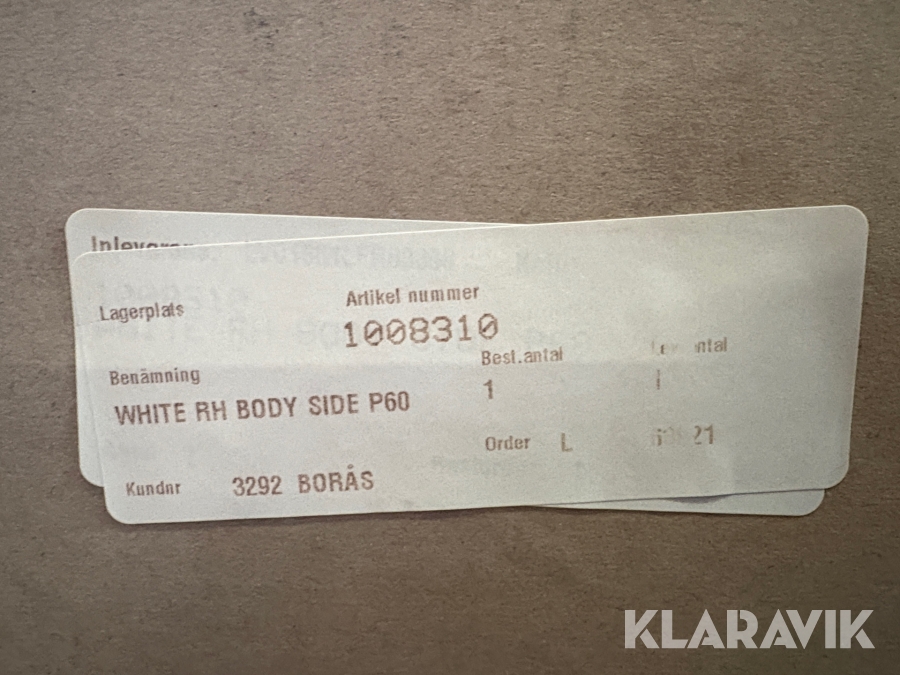 Lagerplats
Artikel nummer
1008310
Benämning
Best.antal
WHITE RH BODY SIDE P60
1
Order L
Kundnr 3292 BORÅS
KLARAVIK